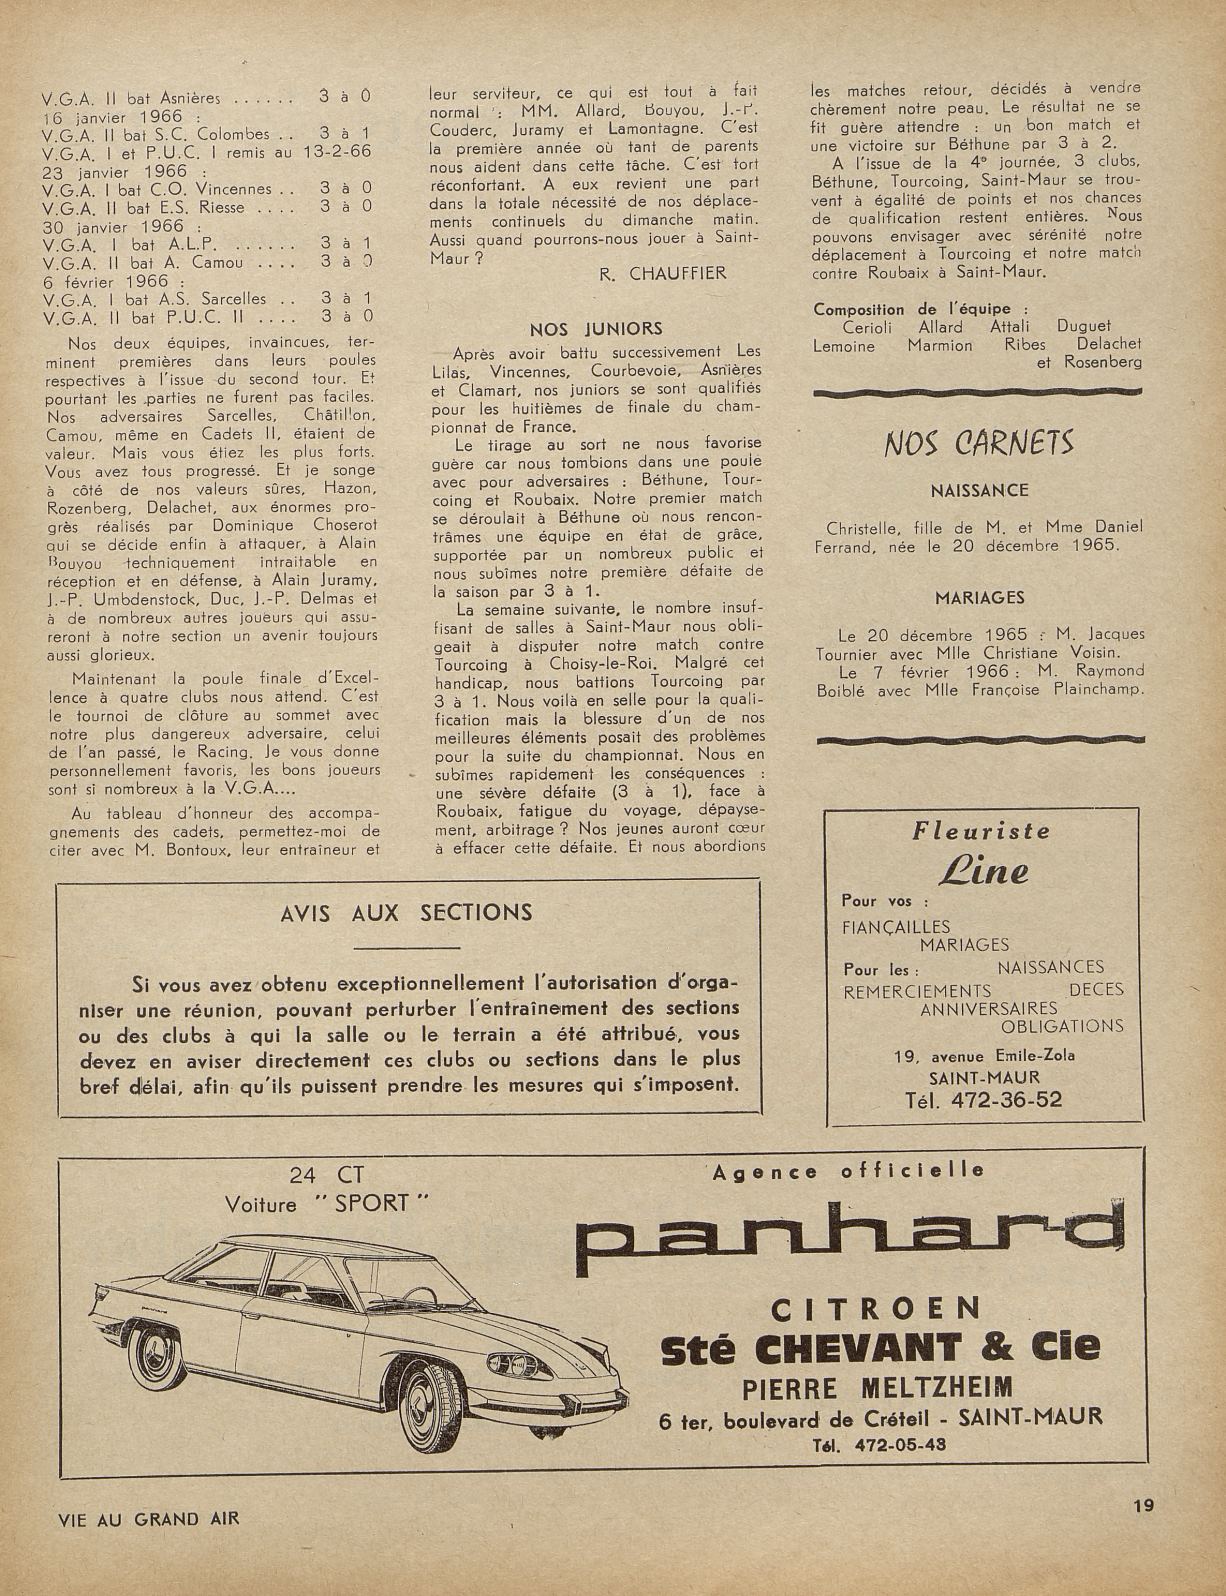 V.G.A. II bat Asnières ...... 3 à 0
16 janvier 1966 :
V.G.A. II bat S.C. Colombes .. 3 à 1
V.G.A. I et P.U.C. I remis au 13-2-66
23 janvier 1966 :
V.G.A. I bat C.O. Vincennes .. 3 à 0
V.G.A. II bat E.S. Riesse .... 3 à 0
30 janvier 1966 :
V.G.A. I bat A.L.P. ...... 3 à 1
V.G.A. II bat A. Camou .... 3 à 0
6 février 1966 :
V.G.A. I bat A.S. Sarcelles .. 3 à 1
V.G.A. II bat P.U.C. II .... 3 à 0
Nos deux équipes, invaincues, ter-
minent premières dans leurs poules
respectives à l'issue du second tour. Et
pourtant les parties ne furent pas faciles.
Nos adversaires Sarcelles, Châtillon,
Camou, même en Cadets II, étaient de
valeur. Mais vous étiez les plus forts.
Vous avez tous progressé. Et je songe
à côté de nos valeurs sûres, Hazon,
Rozenberg, Delachet, aux énormes pro-
grès réalisés par Dominique Choserot
qui se décide enfin à attaquer, à Alain
Bouyou techniquement intraitable en
réception et en défense, à Alain Juramy,
J.-P. Umbdenstock, Duc, J.-P. Delmas et
à de nombreux autres joueurs qui assu-
reront à notre section un avenir toujours
aussi glorieux.
Maintenant la poule finale d'Excel-
lence à quatre clubs nous attend. C'est
le tournoi de clôture au sommet avec
notre plus dangereux adversaire, celui
de l'an passé, le Racing. Je vous donne
personnellement favoris, les bons joueurs
sont si nombreux à la V.G.A....
Au tableau d'honneur des accompa-
gnements des cadets, permettez-moi de
citer avec M. Bontoux, leur entraîneur et
leur serviteur, ce qui est tout à fait
normal : MM. Allard, Bouyou, J.-P.
Couderc, Juramy et Lamontagne. C'est
la première année où tant de parents
nous aident dans cette tâche. C'est tort
réconfortant. A eux revient une part
dans la totale nécessité de nos déplace-
ments continuels du dimanche matin.
Aussi quand pourrons-nous jouer à Saint-
Maur ?
R. CHAUFFIER
NOS JUNIORS
Après avoir battu successivement Les
Lilas, Vincennes, Courbevoie, Asnières
et Clamart, nos juniors se sont qualifiés
pour les huitièmes de finale du cham-
pionnat de France.
Le tirage au sort ne nous favorise
guère car nous tombions dans une poule
avec pour adversaires : Béthune, Tour-
coing et Roubaix. Notre premier match
se déroulait à Béthune où nous rencon-
trâmes une équipe en état de grâce,
supportée par un nombreux public et
nous subîmes notre première défaite de
la saison par 3 à 1.
La semaine suivante, le nombre insuf-
fisant de salles à Saint-Maur nous obli-
geait à disputer notre match contre
Tourcoing à Choisy-le-Roi. Malgré cet
handicap, nous battions Tourcoing par
3 à 1. Nous voilà en selle pour la quali-
fication mais la blessure d'un de nos
meilleures éléments posait des problèmes
pour la suite du championnat. Nous en
subîmes rapidement les conséquences :
une sévère défaite (3 à 1), face à
Roubaix, fatigue du voyage, dépayse-
ment, arbitrage ? Nos jeunes auront cœur
à effacer cette défaite. Et nous abordions
les matches retour, décidés à vendre
chèrement notre peau. Le résultat ne se
fit guère attendre : un bon match et
une victoire sur Béthune par 3 à 2.
A l'issue de la 4e journée, 3 clubs,
Béthune, Tourcoing, Saint-Maur se trou-
vent à égalité de points et nos chances
de qualification restent entières. Nous
pouvons envisager avec sérénité notre
déplacement à Tourcoing et notre match
contre Roubaix à Saint-Maur.
Composition de l'équipe :
Cerioli Allard Attali Duguet
Lemoine Marmion Ribes Delachet
et Rosenberg
NOS CARNETS
NAISSANCE
Christelle, fille de M. et Mme Daniel
Ferrand, née le 20 décembre 1965.
MARIAGES
Le 20 décembre 1965 : M. Jacques
Tournier avec Mlle Christiane Voisin.
Le 7 février 1966 : M. Raymond
Boiblé avec Mlle Françoise Plainchamp.
AVIS AUX SECTIONS
Si vous avez obtenu exceptionnellement l'autorisation d'orga-
niser une réunion, pouvant perturber l'entraînement des sections
ou des clubs à qui la salle ou le terrain a été attribué, vous
devez en aviser directement ces clubs ou sections dans le plus
bref délai, afin qu'ils puissent prendre les mesures qui s'imposent.
Fleuriste
Line
Pour vos :
FIANÇAILLES
MARIAGES
Pour les : NAISSANCES
REMERCIEMENTS DECES
ANNIVERSAIRES
OBLIGATIONS
19, avenue Emile-Zola
SAINT-MAUR
Tél. 472-36-52
24 CT
Voiture "SPORT"
Agence officielle
panhard
CITROEN
Sté CHEVANT & Cie
PIERRE MELTZHEIM
6 ter, boulevard de Créteil - SAINT-MAUR
Tél. 472-05-48
VIE AU GRAND AIR
19